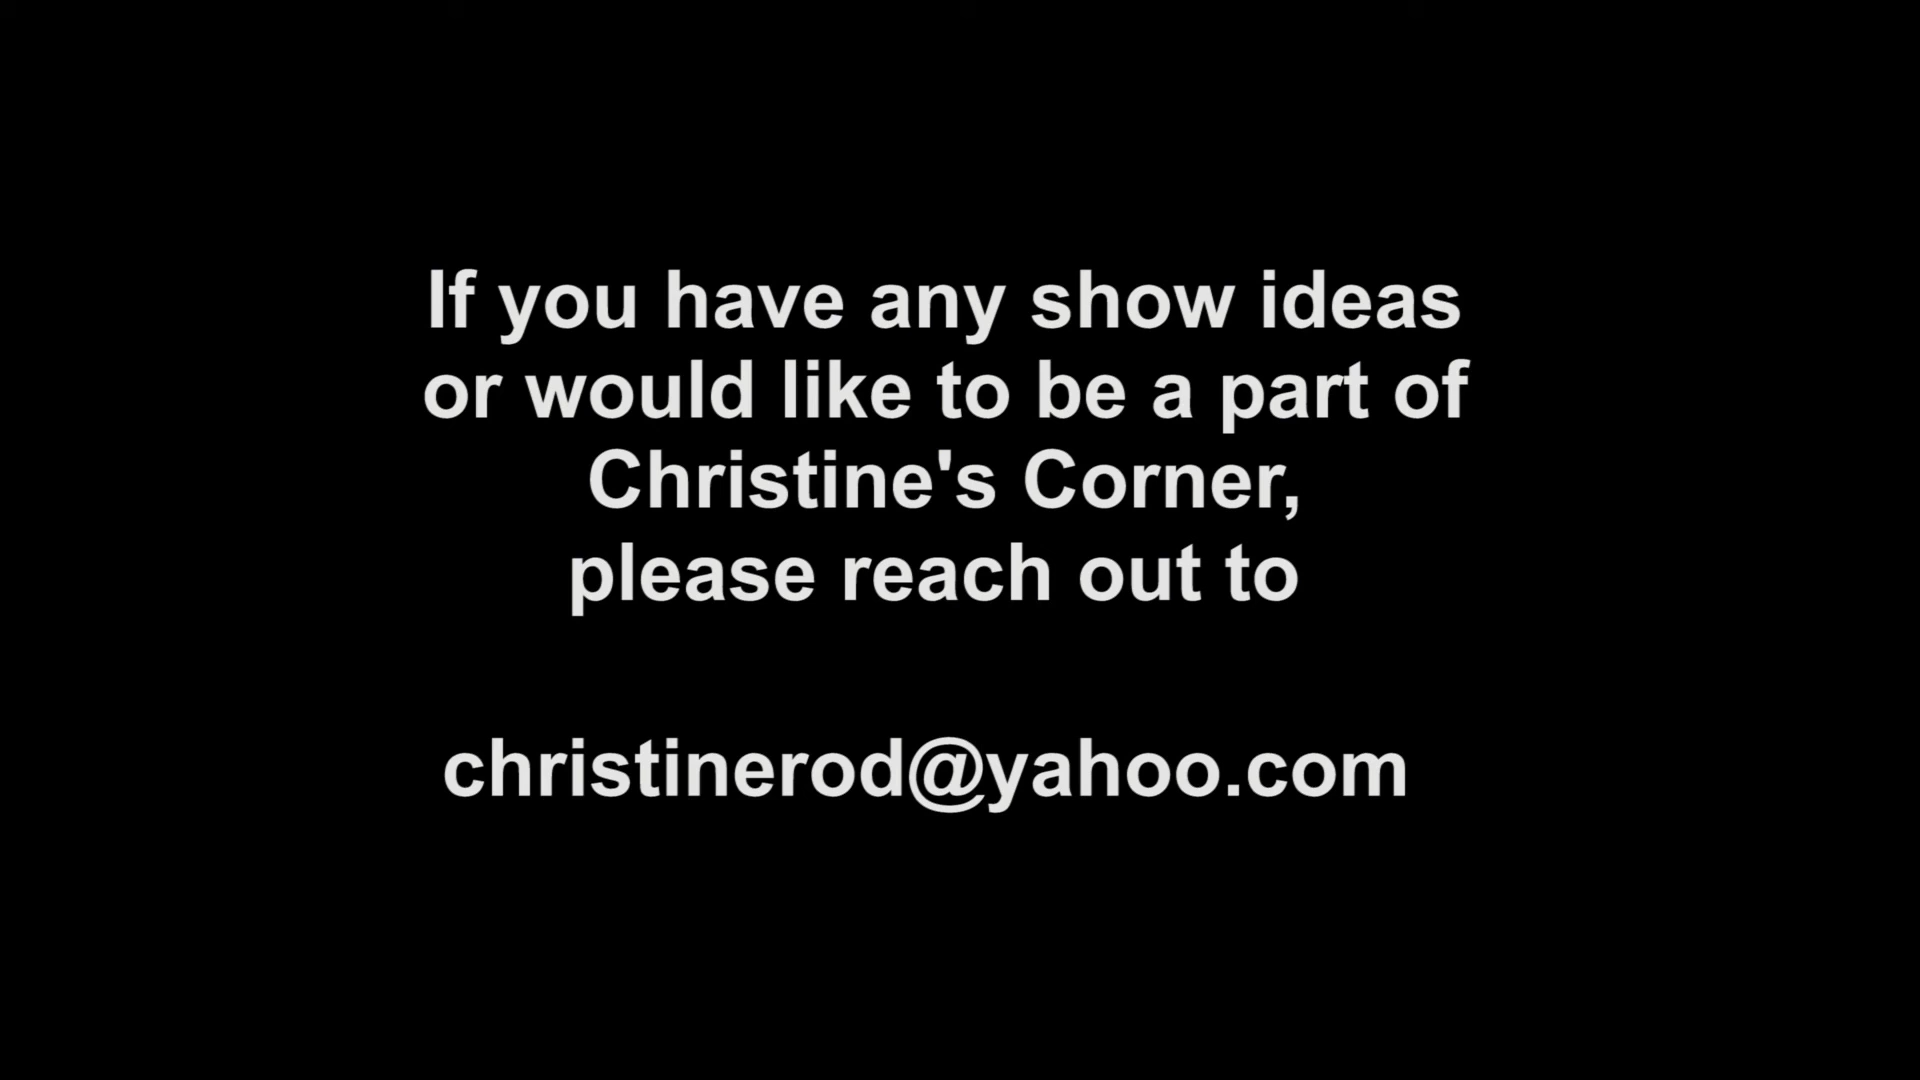 If you have any show ideas
or would like to be a part of
Christine's Corner,
please reach out to
christinerod@yahoo.com